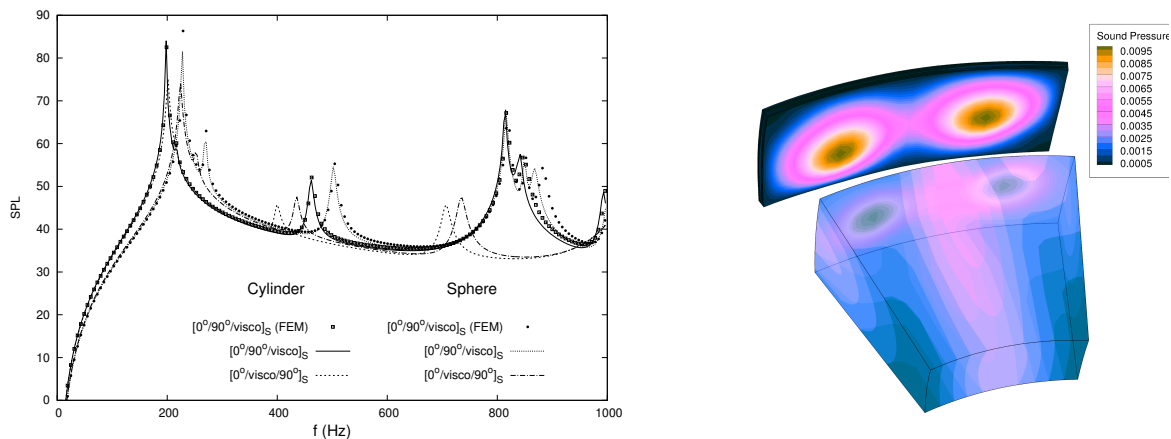 90
80
70
60
50
40
30
20
10
0
SPL
0 200 400 600 800 1000
f (Hz)
Cylinder Sphere
[0°/90°/visco]S (FEM) [0°/90°/visco]S (FEM)
[0°/90°/visco]S [0°/90°/visco]S
[0°/visco/90°]S [0°/visco/90°]S
Sound Pressure
0.0095
0.0085
0.0075
0.0065
0.0055
0.0045
0.0035
0.0025
0.0015
0.0005